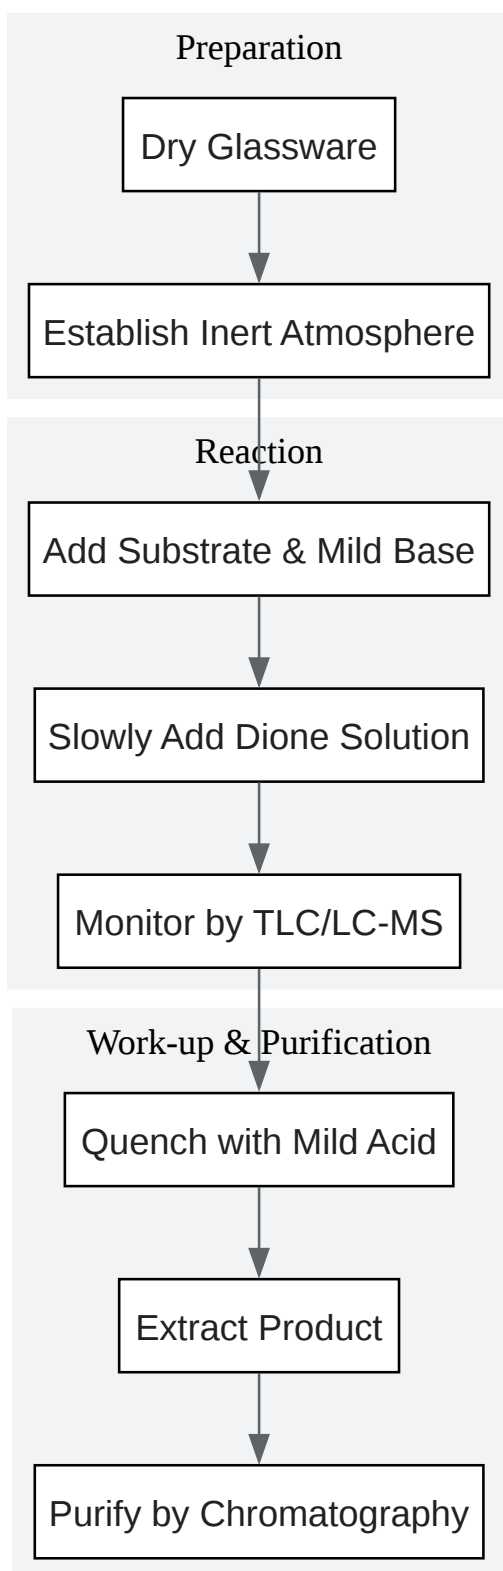 Preparation
Dry Glassware
Establish Inert Atmosphere
Reaction
Add Substrate & Mild Base
Slowly Add Dione Solution
Monitor by TLC/LC-MS
Work-up & Purification
Quench with Mild Acid
Extract Product
Purify by Chromatography